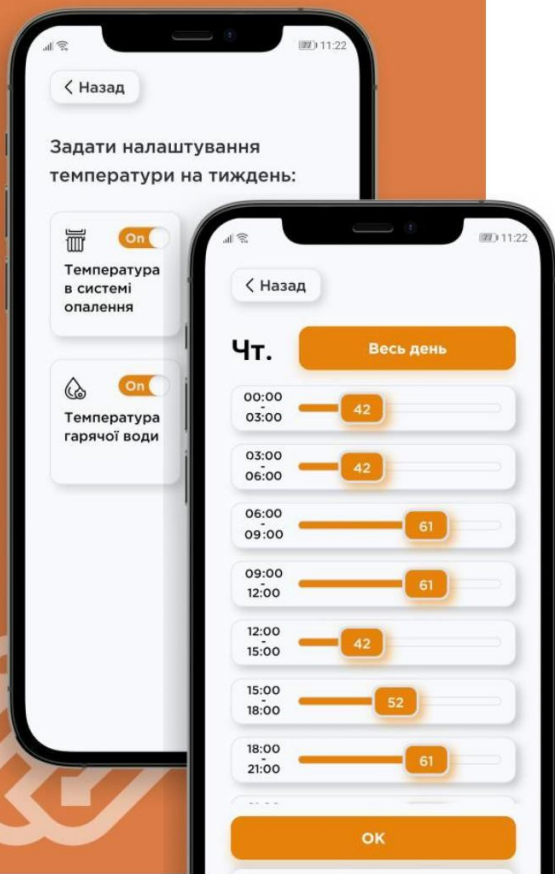 11:22
Назад
Задати налаштування
температури на тиждень:
On
Температура
в системі
опалення
On
Температура
гарячої води
11:22
Назад
Чт.
Весь день
00:00
-
03:00
42
03:00
-
06:00
42
06:00
-
09:00
61
09:00
-
12:00
61
12:00
-
15:00
42
15:00
-
18:00
52
18:00
-
21:00
61
OK